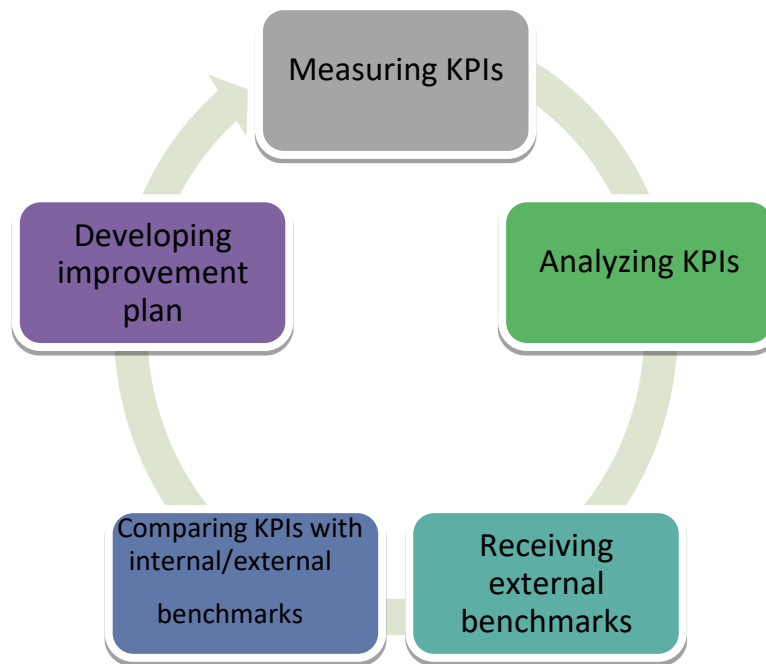 Measuring KPIs
Analyzing KPIs
Receiving
external
benchmarks
Comparing KPIs with
internal/external
benchmarks
Developing
improvement
plan